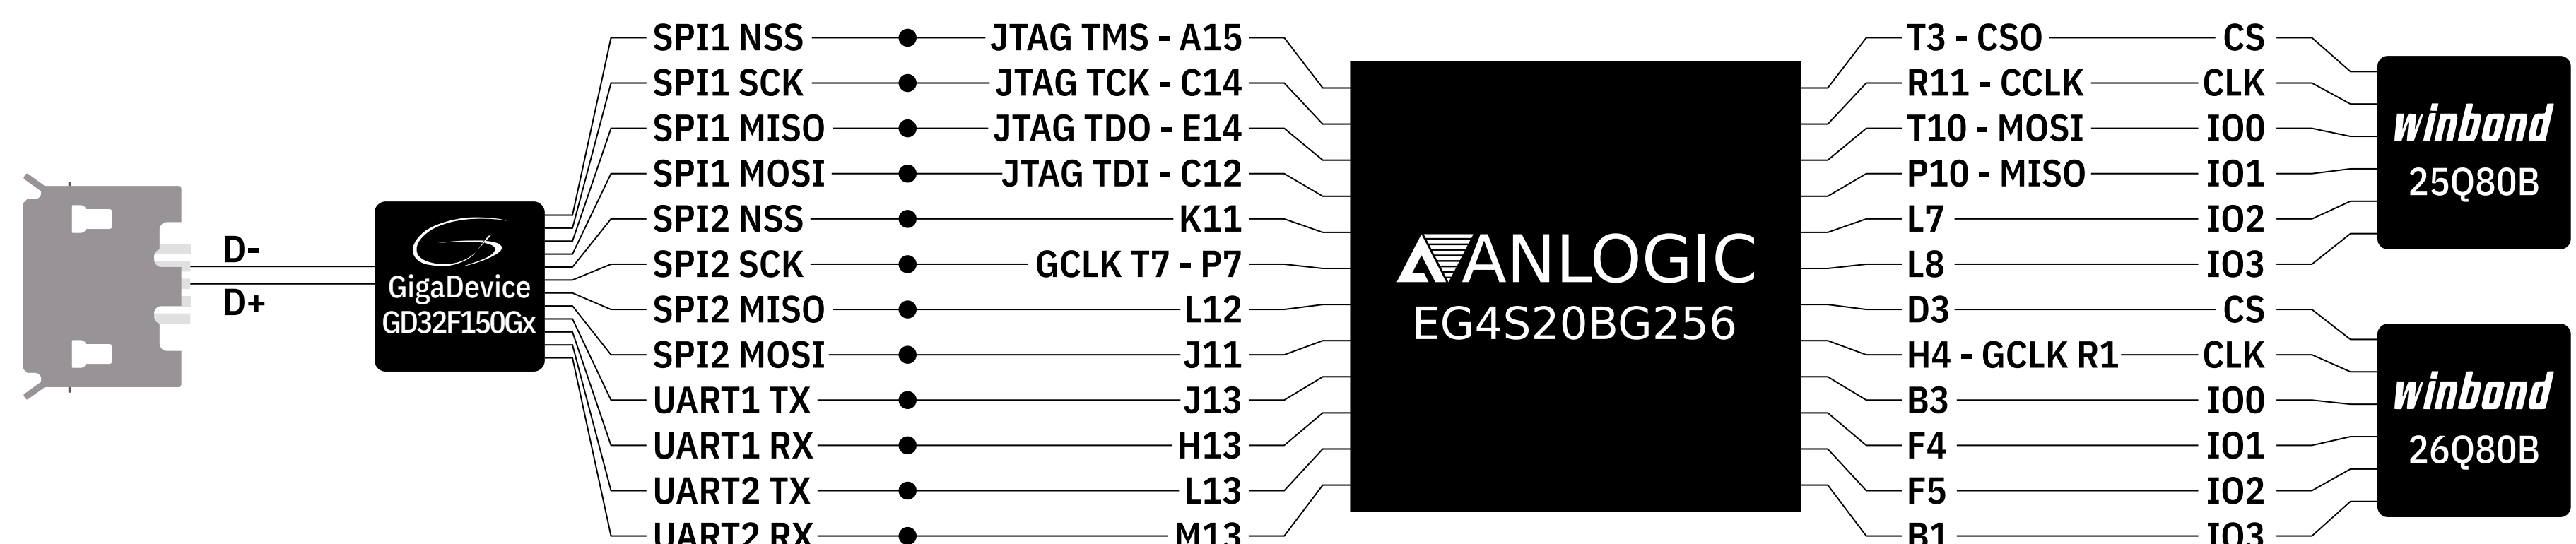 SPI1 NSS JTAG TMS - A15 T3 - CSO CS
SPI1 SCK JTAG TCK - C14 R11 - CCLK CLK
SPI1 MISO JTAG TDO - E14 T10 - MOSI IO0
SPI1 MOSI JTAG TDI - C12 P10 - MISO IO1
SPI2 NSS K11 L7 IO2
SPI2 SCK GCLK T7 - P7 L8 IO3
SPI2 MISO L12 D3 CS
SPI2 MOSI J11 H4 - GCLK R1 CLK
UART1 TX J13 B3 IO0
UART1 RX H13 F4 IO1
UART2 TX L13 F5 IO2
UART2 RX M13 B1 IO3
D-
D+
GigaDevice
GD32F150Gx
ANLOGIC
EG4S20BG256
winbond
25Q80B
winbond
26Q80B